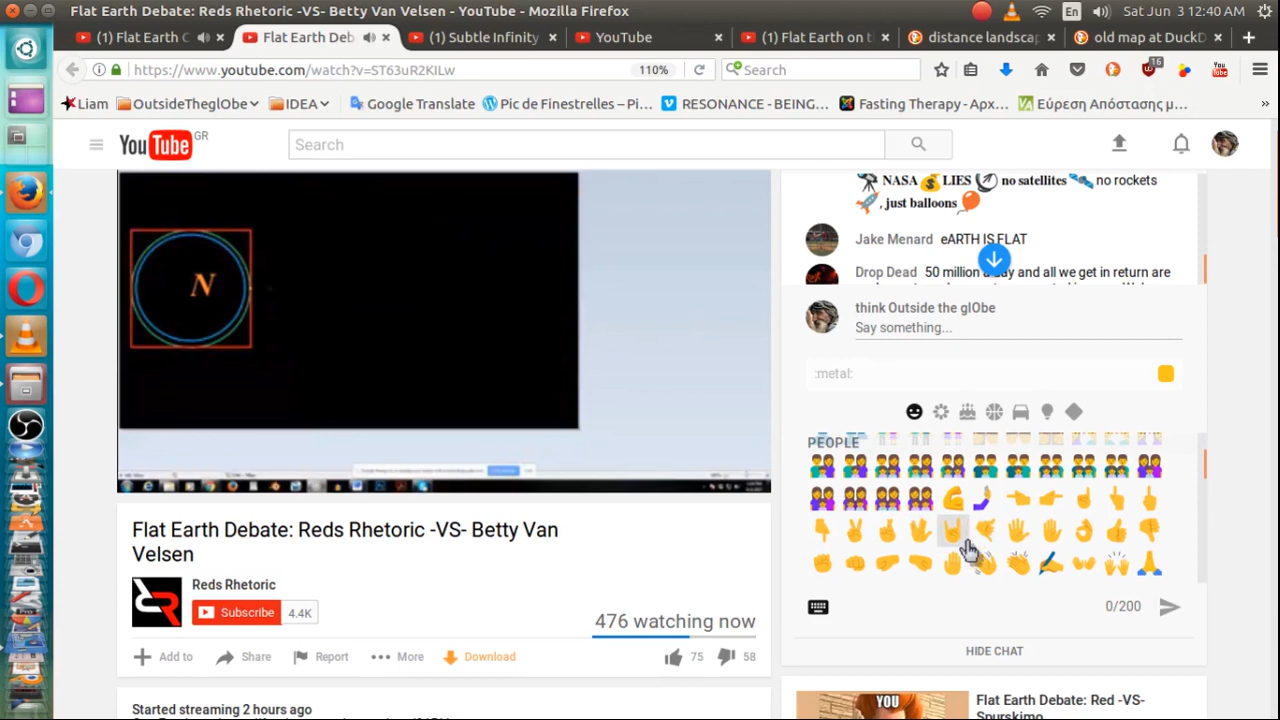 Flat Earth Debate: Reds Rhetoric -VS- Betty Van Velsen - YouTube - Mozilla Firefox
En
Sat Jun 3 12:40 AM
(1) Flat Earth C
Flat Earth Deb
(1) Subtle Infinity
YouTube
(1) Flat Earth on t
distance landsca
old map at DuckD
https://www.youtube.com/watch?v=ST63uR2KILw
110%
Search
16
Liam
OutsideTheglObe
IDEA
Google Translate
Pic de Finestrelles – Pi...
RESONANCE - BEING...
Fasting Therapy - Apx...
Εύρεση Απόστασης μ...
YouTube GR
Search
NASA 💰 LIES no satellites no rockets
, just balloons
Jake Menard eARTH IS FLAT
Drop Dead 50 million a day and all we get in return are
think Outside the glObe
Say something...
:metal:
PEOPLE
N
Flat Earth Debate: Reds Rhetoric -VS- Betty Van
Velsen
Reds Rhetoric
Subscribe 4.4K
476 watching now
Add to
Share
Report
More
Download
75
58
0/200
HIDE CHAT
Started streaming 2 hours ago
YOU
Flat Earth Debate: Red -VS-
Spurskimo